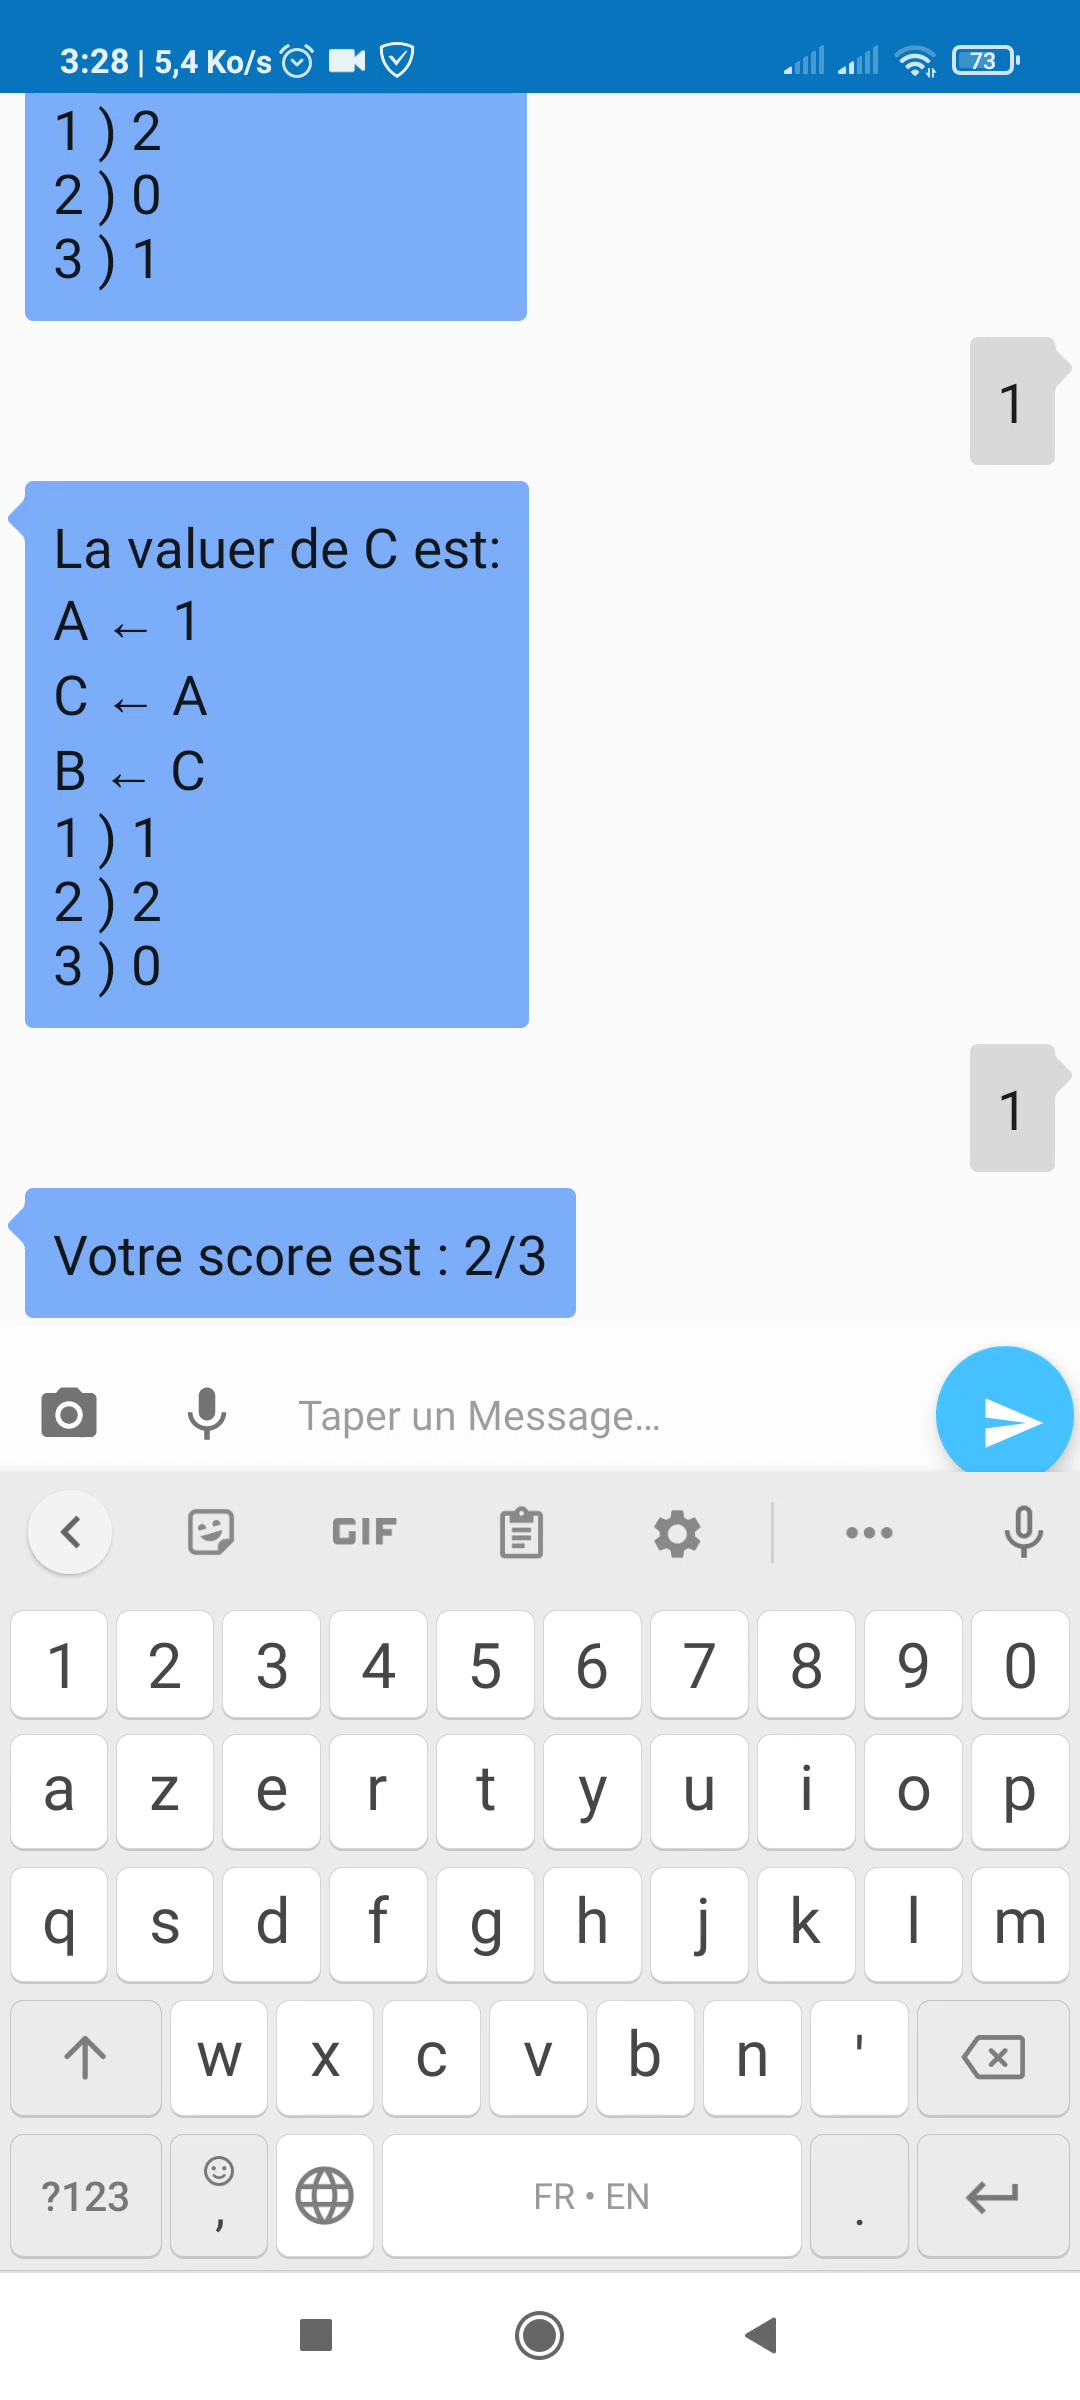 3:28 | 5,4 Ko/s 73
1 ) 2
2 ) 0
3 ) 1
1
La valuer de C est:
A ← 1
C ← A
B ← C
1 ) 1
2 ) 2
3 ) 0
1
Votre score est : 2/3
Taper un Message...
GIF
1 2 3 4 5 6 7 8 9 0
a z e r t y u i o p
q s d f g h j k l m
w x c v b n '
?123 , FR • EN .